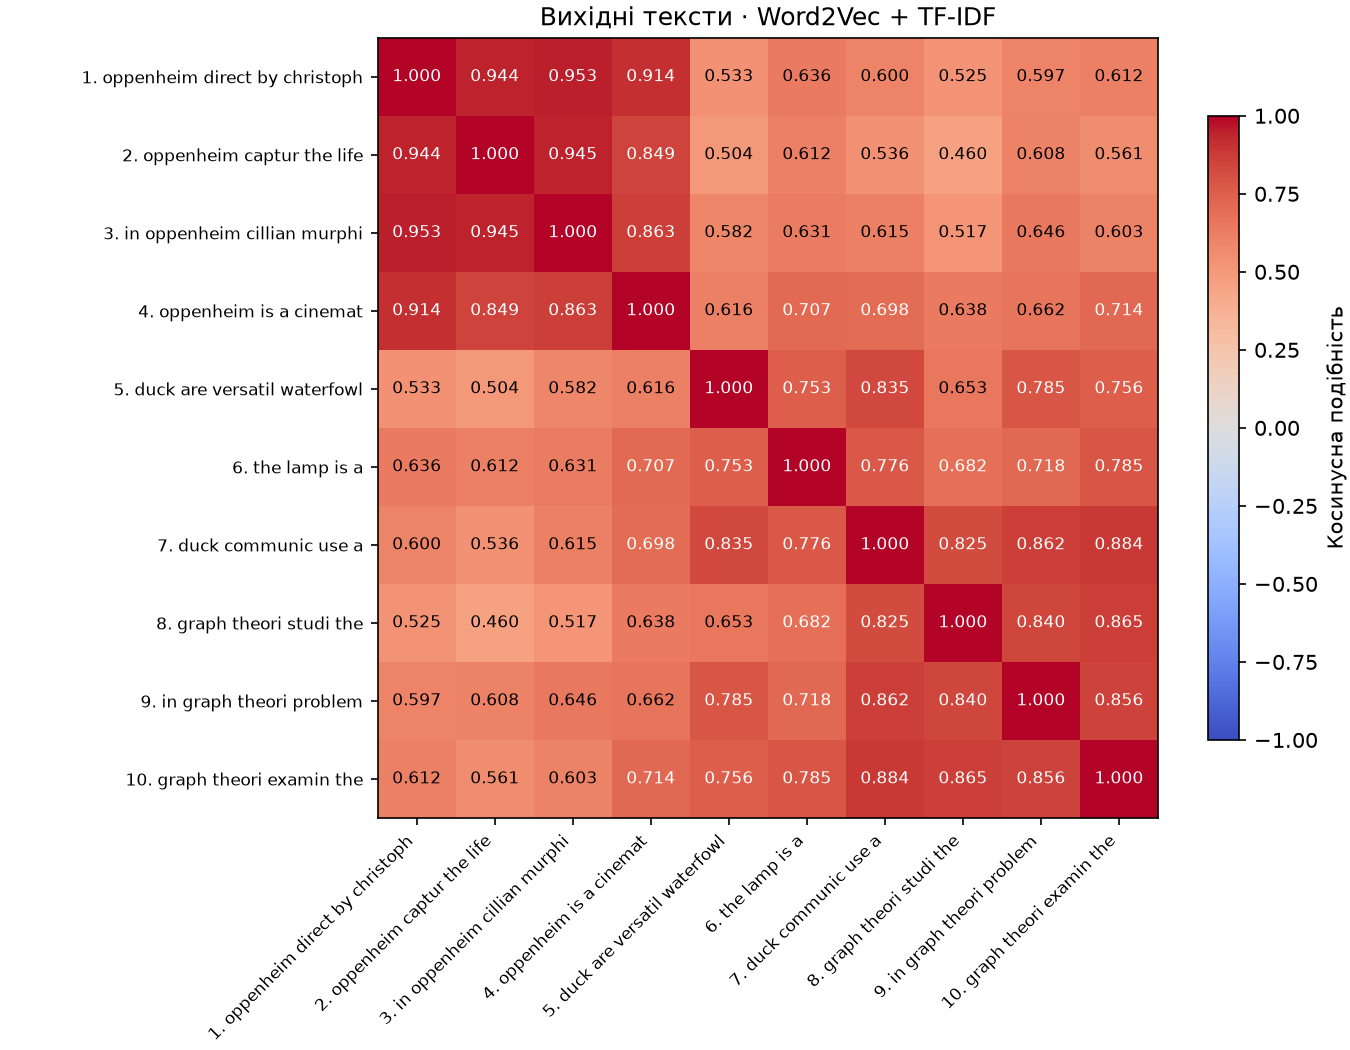 Вихідні тексти · Word2Vec + TF-IDF
1. oppenheim direct by christoph 1.000 0.944 0.953 0.914 0.533 0.636 0.600 0.525 0.597 0.612
2. oppenheim captur the life 0.944 1.000 0.945 0.849 0.504 0.612 0.536 0.460 0.608 0.561
3. in oppenheim cillian murphi 0.953 0.945 1.000 0.863 0.582 0.631 0.615 0.517 0.646 0.603
4. oppenheim is a cinemat 0.914 0.849 0.863 1.000 0.616 0.707 0.698 0.638 0.662 0.714
5. duck are versatil waterfowl 0.533 0.504 0.582 0.616 1.000 0.753 0.835 0.653 0.785 0.756
6. the lamp is a 0.636 0.612 0.631 0.707 0.753 1.000 0.776 0.682 0.718 0.785
7. duck communic use a 0.600 0.536 0.615 0.698 0.835 0.776 1.000 0.825 0.862 0.884
8. graph theori studi the 0.525 0.460 0.517 0.638 0.653 0.682 0.825 1.000 0.840 0.865
9. in graph theori problem 0.597 0.608 0.646 0.662 0.785 0.718 0.862 0.840 1.000 0.856
10. graph theori examin the 0.612 0.561 0.603 0.714 0.756 0.785 0.884 0.865 0.856 1.000
1. oppenheim direct by christoph
2. oppenheim captur the life
3. in oppenheim cillian murphi
4. oppenheim is a cinemat
5. duck are versatil waterfowl
6. the lamp is a
7. duck communic use a
8. graph theori studi the
9. in graph theori problem
10. graph theori examin the
1.00
0.75
0.50
0.25
0.00
−0.25
−0.50
−0.75
−1.00
Косинусна подібність